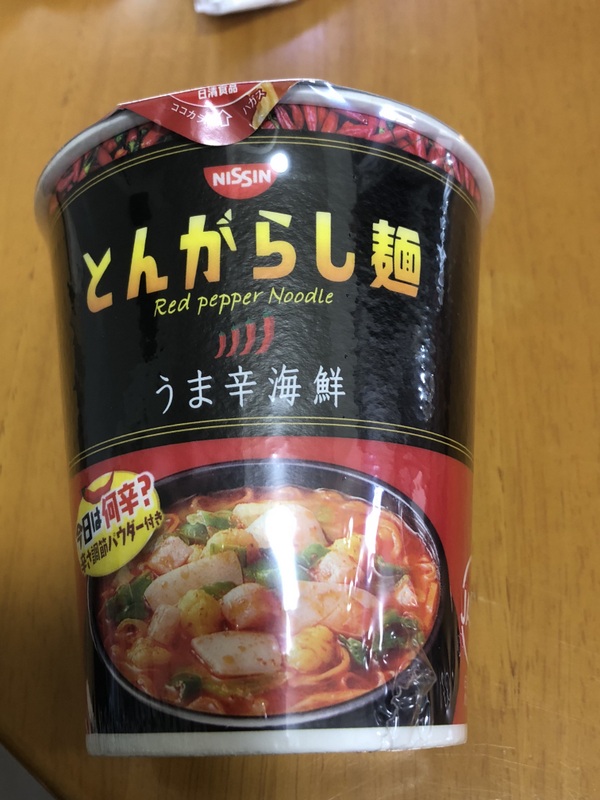 日清食品
ココカラ
ハガス
NISSIN
とんがらし麺
Red pepper Noodle
うま辛海鮮
今日は何辛?
辛さ調節パウダー付き